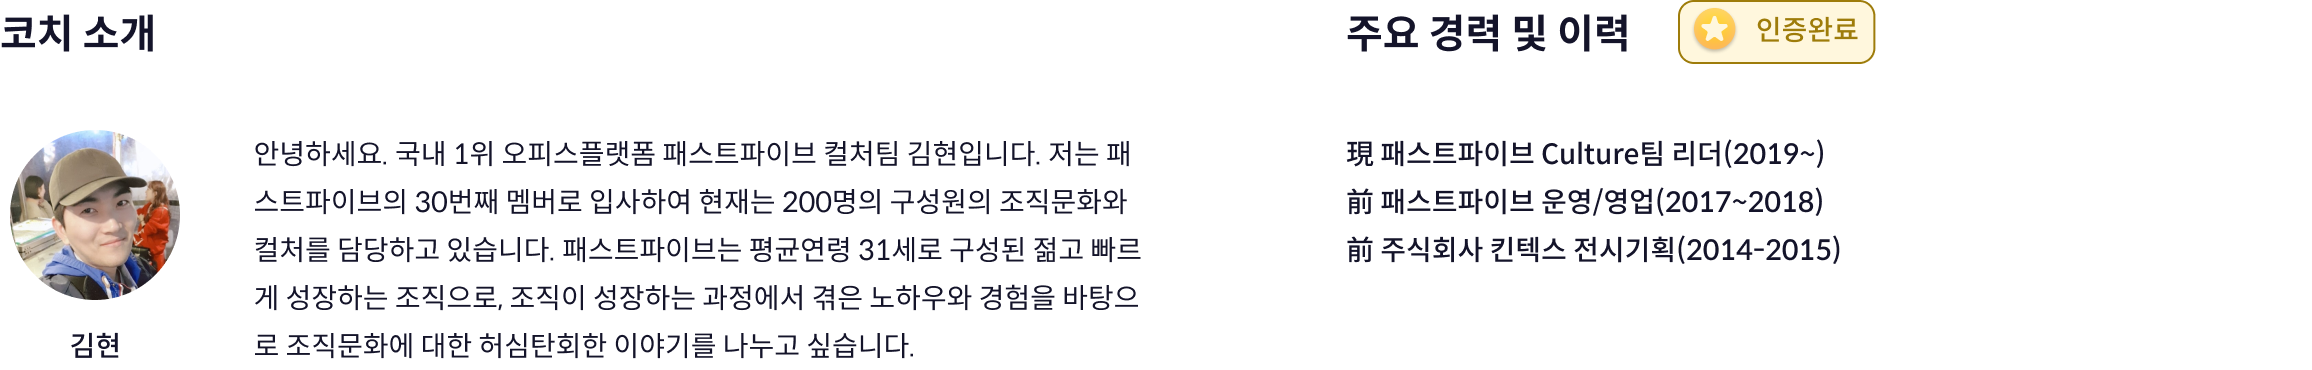 코치 소개
김현
안녕하세요. 국내 1위 오피스플랫폼 패스트파이브 컬처팀 김현입니다. 저는 패
스트파이브의 30번째 멤버로 입사하여 현재는 200명의 구성원의 조직문화와
컬처를 담당하고 있습니다. 패스트파이브는 평균연령 31세로 구성된 젊고 빠르
게 성장하는 조직으로, 조직이 성장하는 과정에서 겪은 노하우와 경험을 바탕으
로 조직문화에 대한 허심탄회한 이야기를 나누고 싶습니다.
주요 경력 및 이력
인증완료
現 패스트파이브 Culture팀 리더(2019~)
前 패스트파이브 운영/영업(2017~2018)
前 주식회사 킨텍스 전시기획(2014-2015)